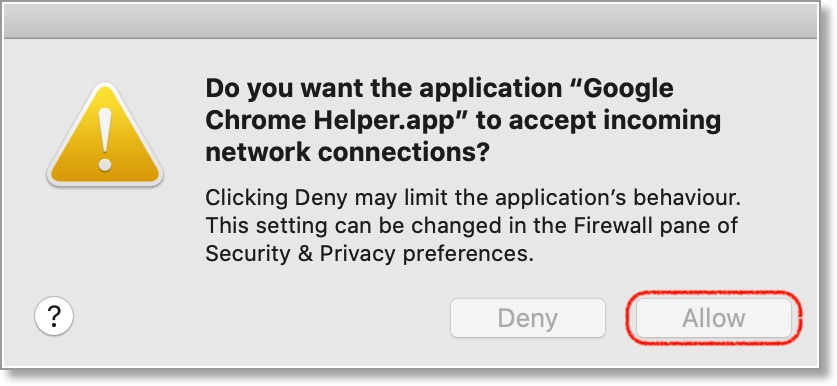 Do you want the application “Google
Chrome Helper.app” to accept incoming
network connections?
Clicking Deny may limit the application’s behaviour.
This setting can be changed in the Firewall pane of
Security & Privacy preferences.
?
Deny
Allow